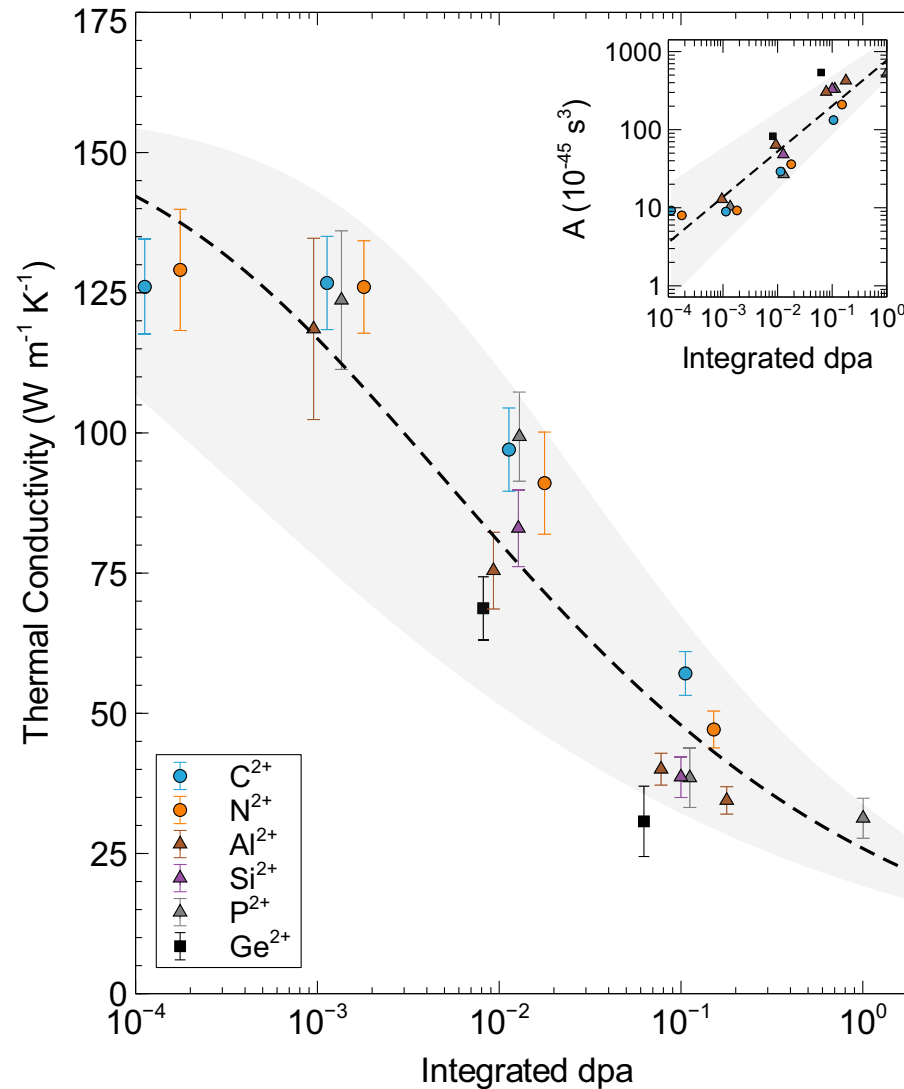 175
150
125
100
75
50
25
0
Thermal Conductivity (W m⁻¹ K⁻¹)
10⁻⁴
10⁻³
10⁻²
10⁻¹
10⁰
Integrated dpa
C²⁺
N²⁺
Al²⁺
Si²⁺
P²⁺
Ge²⁺
1000
100
10
1
A (10⁻⁴⁵ s³)
10⁻⁴
10⁻³
10⁻²
10⁻¹
10⁰
Integrated dpa